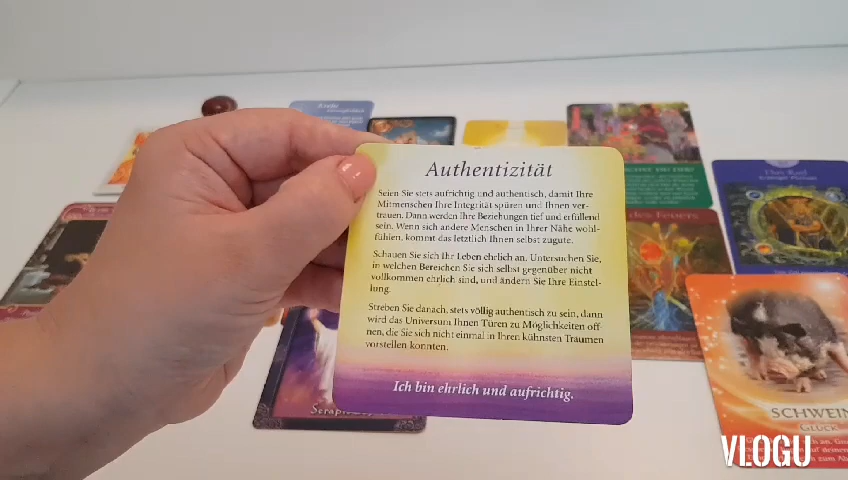 Authentizität
Seien Sie stets aufrichtig und authentisch, damit Ihre
Mitmenschen Ihre Integrität spüren und Ihnen ver-
trauen. Dann werden Ihre Beziehungen tief und erfüllend
sein. Wenn sich andere Menschen in Ihrer Nähe wohl-
fühlen, kommt das letztlich Ihnen selbst zugute.
Schauen Sie sich Ihr Leben ehrlich an. Untersuchen Sie,
in welchen Bereichen Sie sich selbst gegenüber nicht
vollkommen ehrlich sind, und ändern Sie Ihre Einstel-
lung.
Streben Sie danach, stets völlig authentisch zu sein, dann
wird das Universum Ihnen Türen zu Möglichkeiten öff-
nen, die Sie sich nicht einmal in Ihren kühnsten Träumen
vorstellen konnten.
Ich bin ehrlich und aufrichtig.
des Feuers
SCHWEIN
GLÜCK
VLOGU